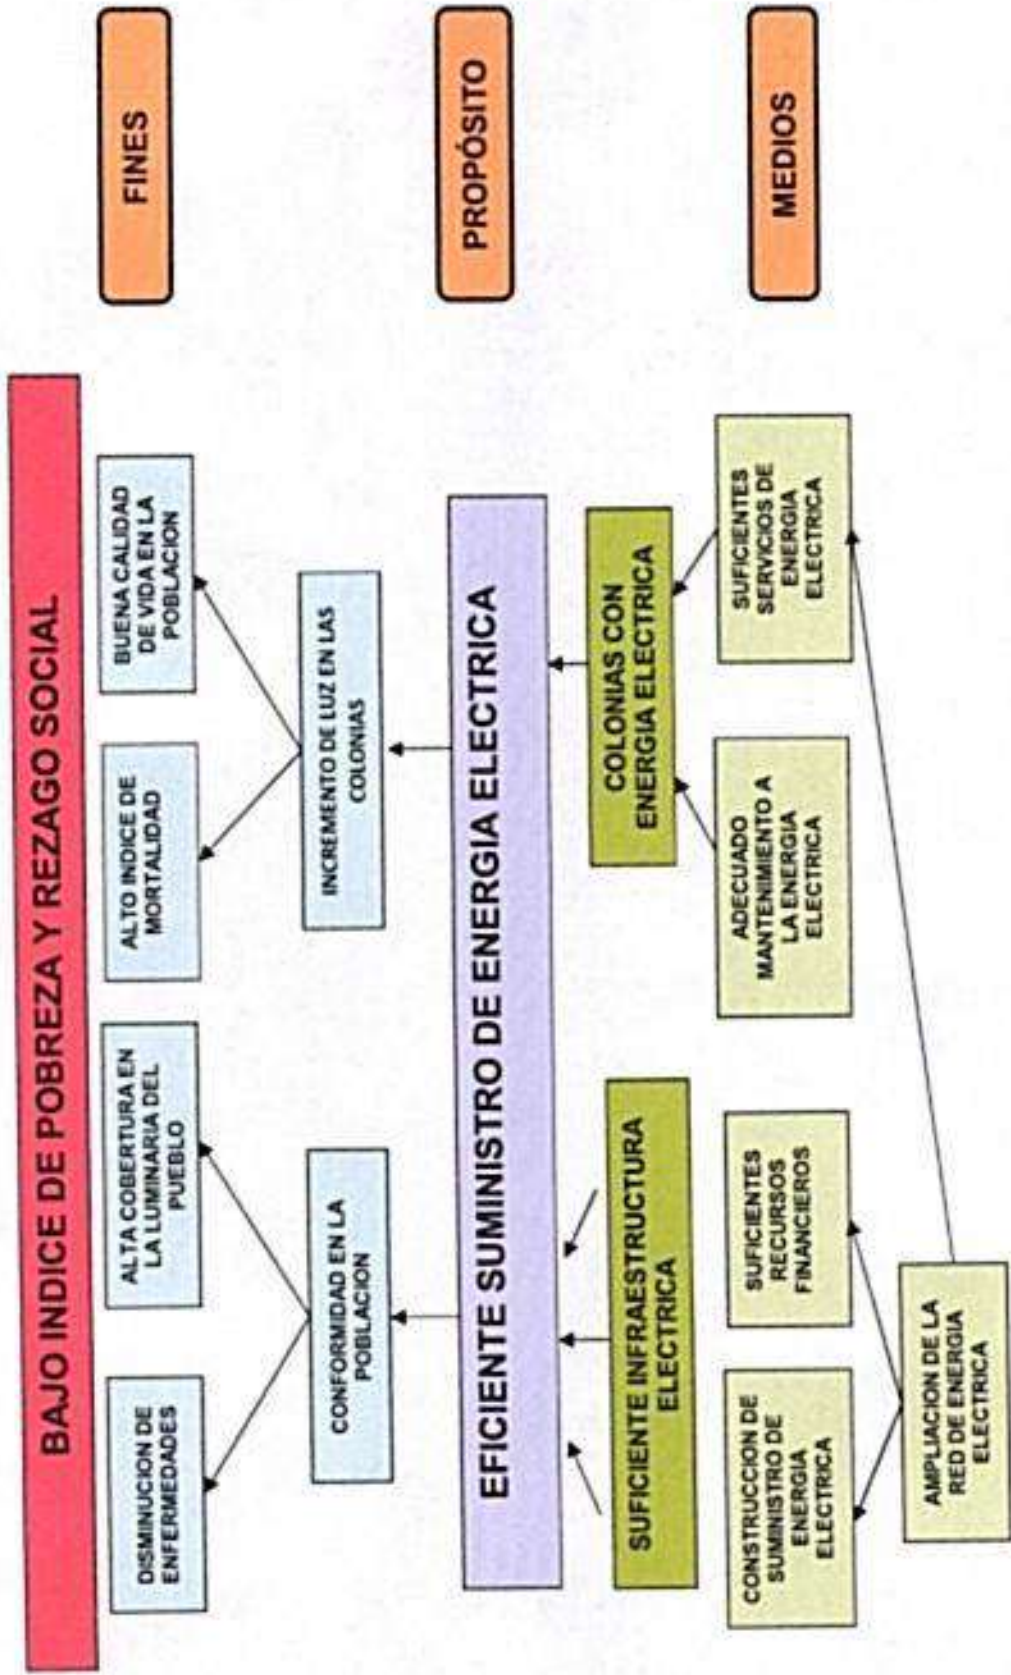 BAJO INDICE DE POBREZA Y REZAGO SOCIAL
DISMINUCION DE
ENFERMEDADES
ALTA COBERTURA EN
LA LUMINARIA DEL
PUEBLO
ALTO INDICE DE
MORTALIDAD
BUENA CALIDAD
DE VIDA EN LA
POBLACION
FINES
CONFORMIDAD EN LA
POBLACION
INCREMENTO DE LUZ EN LAS
COLONIAS
EFICIENTE SUMINISTRO DE ENERGIA ELECTRICA
PROPÓSITO
SUFICIENTE INFRAESTRUCTURA
ELECTRICA
COLONIAS CON
ENERGIA ELECTRICA
CONSTRUCCION DE
SUMINISTRO DE
ENERGIA
ELECTRICA
SUFICIENTES
RECURSOS
FINANCIEROS
ADECUADO
MANTENIMIENTO A
LA ENERGIA
ELECTRICA
SUFICIENTES
SERVICIOS DE
ENERGIA
ELECTRICA
MEDIOS
AMPLIACION DE LA
RED DE ENERGIA
ELECTRICA